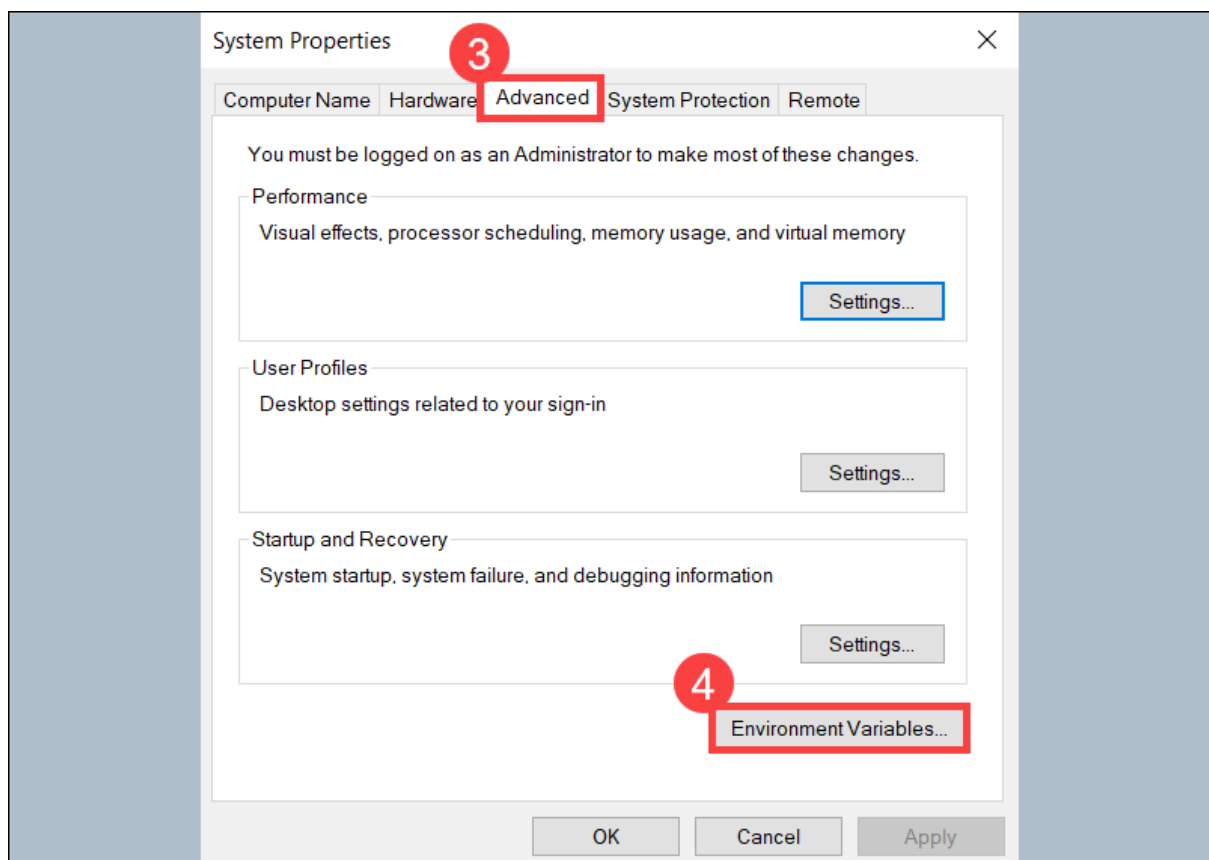 System Properties
3
Computer Name Hardware Advanced System Protection Remote
You must be logged on as an Administrator to make most of these changes.
Performance
Visual effects, processor scheduling, memory usage, and virtual memory
Settings...
User Profiles
Desktop settings related to your sign-in
Settings...
Startup and Recovery
System startup, system failure, and debugging information
Settings...
4
Environment Variables...
OK Cancel Apply